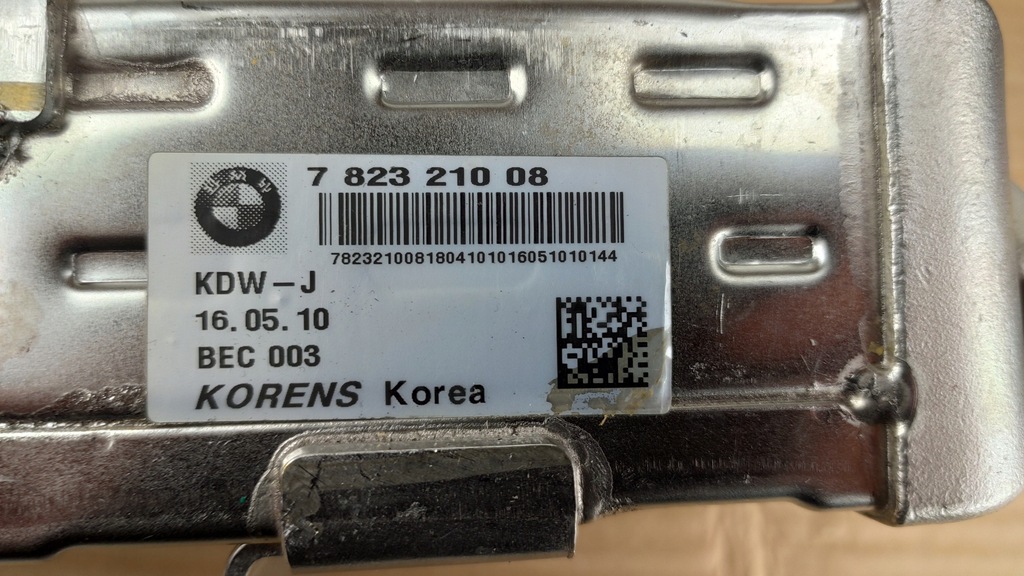 7 823 210 08
7823210081804101016051010144
KDW-J
16.05.10
BEC 003
KORENS Korea